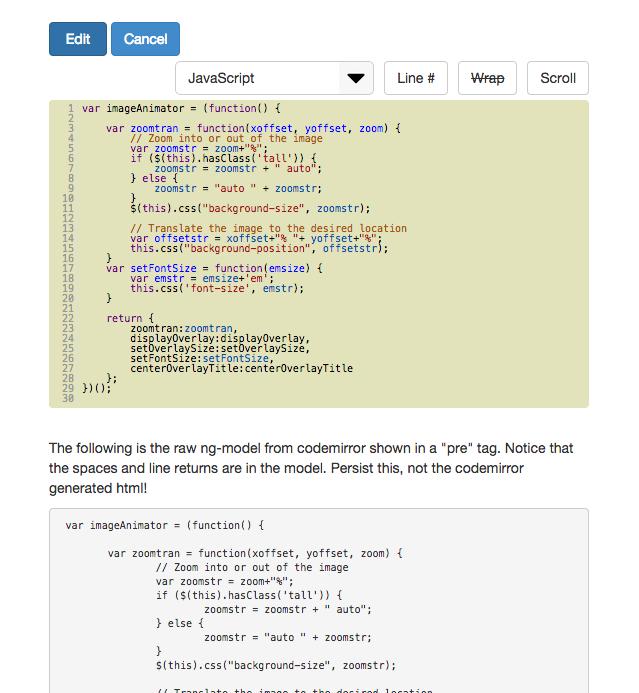 Edit Cancel
JavaScript Line # Wrap Scroll
1 var imageAnimator = (function() {
2
3 var zoomtran = function(xoffset, yoffset, zoom) {
4 // Zoom into or out of the image
5 var zoomstr = zoom+"%";
6 if ($(this).hasClass('tall')) {
7 zoomstr = zoomstr + " auto";
8 } else {
9 zoomstr = "auto " + zoomstr;
10 }
11 $(this).css("background-size", zoomstr);
12
13 // Translate the image to the desired location
14 var offsetstr = xoffset+"% "+ yoffset+"%";
15 this.css("background-position", offsetstr);
16 }
17 var setFontSize = function(emsize) {
18 var emstr = emsize+'em';
19 this.css('font-size', emstr);
20 }
21
22 return {
23 zoomtran:zoomtran,
24 displayOverlay:displayOverlay,
25 setOverlaySize:setOverlaySize,
26 setFontSize:setFontSize,
27 centerOverlayTitle:centerOverlayTitle
28 };
29 })();
30
The following is the raw ng-model from codemirror shown in a "pre" tag. Notice that
the spaces and line returns are in the model. Persist this, not the codemirror
generated html!
var imageAnimator = (function() {
var zoomtran = function(xoffset, yoffset, zoom) {
// Zoom into or out of the image
var zoomstr = zoom+"%";
if ($(this).hasClass('tall')) {
zoomstr = zoomstr + " auto";
} else {
zoomstr = "auto " + zoomstr;
}
$(this).css("background-size", zoomstr);
// Translate the image to the desired location